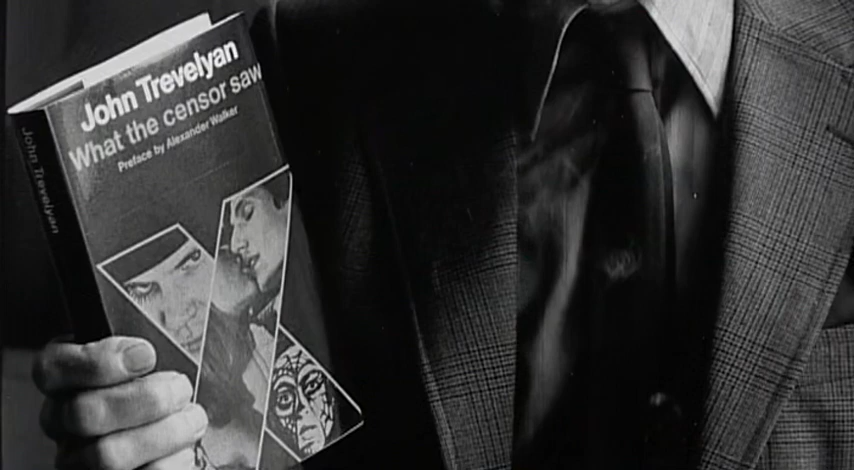 John Trevelyan
What the censor saw
Preface by Alexander Walker
John Trevelyan